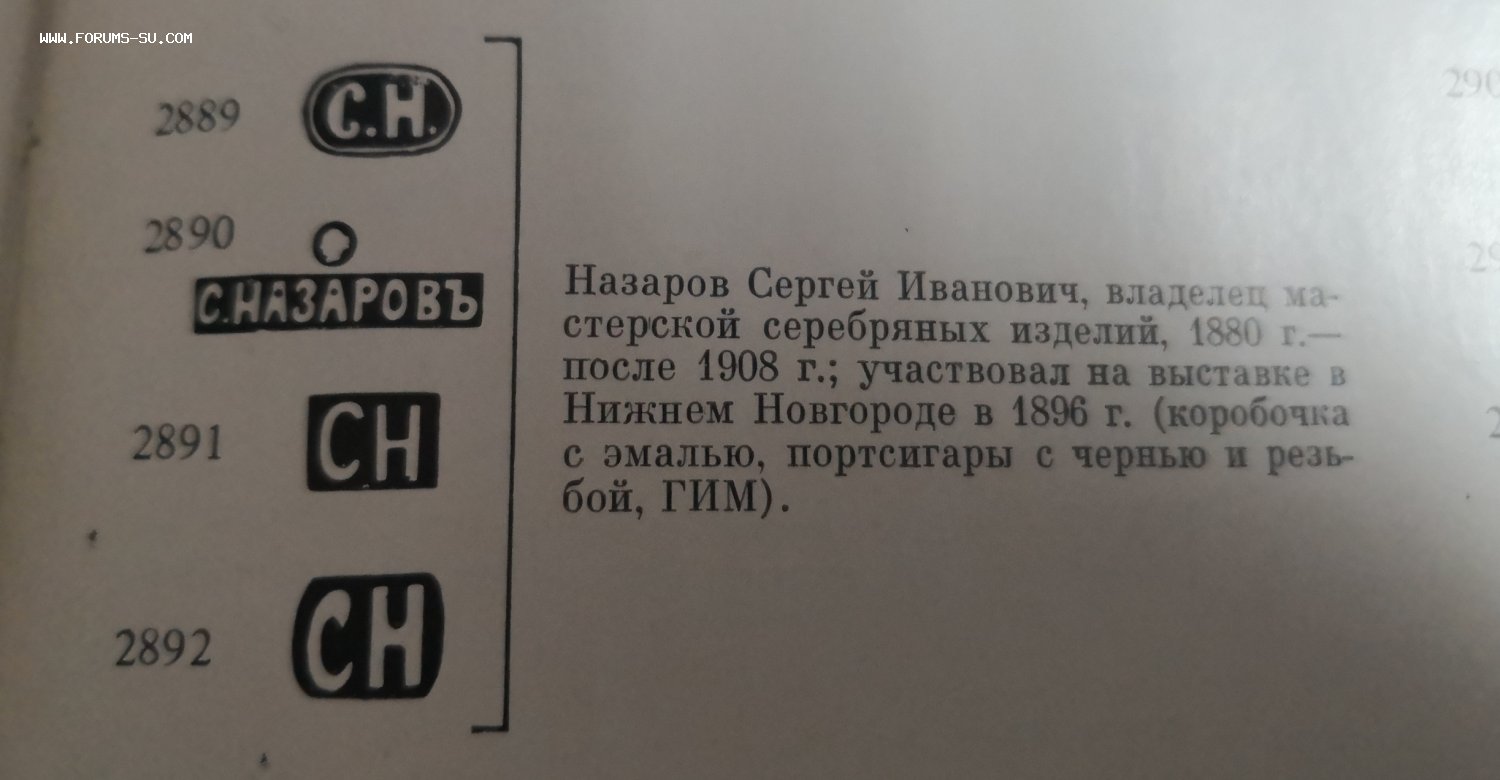 WWW.FORUMS-SU.COM
2889 С.Н.
2890
С.НАЗАРОВЪ
2891 СН
2892 СН
Назаров Сергей Иванович, владелец ма-
стерской серебряных изделий, 1880 г.—
после 1908 г.; участвовал на выставке в
Нижнем Новгороде в 1896 г. (коробочка
с эмалью, портсигары с чернью и резь-
бой, ГИМ).